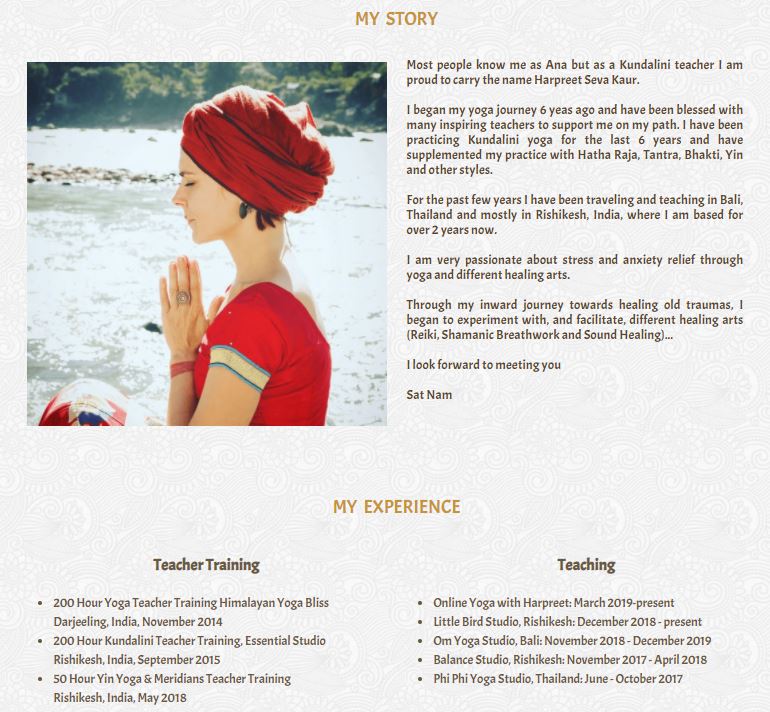 MY STORY
Most people know me as Ana but as a Kundalini teacher I am
proud to carry the name Harpreet Seva Kaur.
I began my yoga journey 6 yeas ago and have been blessed with
many inspiring teachers to support me on my path. I have been
practicing Kundalini yoga for the last 6 years and have
supplemented my practice with Hatha Raja, Tantra, Bhakti, Yin
and other styles.
For the past few years I have been traveling and teaching in Bali,
Thailand and mostly in Rishikesh, India, where I am based for
over 2 years now.
I am very passionate about stress and anxiety relief through
yoga and different healing arts.
Through my inward journey towards healing old traumas, I
began to experiment with, and facilitate, different healing arts
(Reiki, Shamanic Breathwork and Sound Healing)...
I look forward to meeting you
Sat Nam
MY EXPERIENCE
Teacher Training
• 200 Hour Yoga Teacher Training Himalayan Yoga Bliss
Darjeeling, India, November 2014
• 200 Hour Kundalini Teacher Training, Essential Studio
Rishikesh, India, September 2015
• 50 Hour Yin Yoga & Meridians Teacher Training
Rishikesh, India, May 2018
Teaching
• Online Yoga with Harpreet: March 2019-present
• Little Bird Studio, Rishikesh: December 2018 - present
• Om Yoga Studio, Bali: November 2018 - December 2019
• Balance Studio, Rishikesh: November 2017 - April 2018
• Phi Phi Yoga Studio, Thailand: June - October 2017